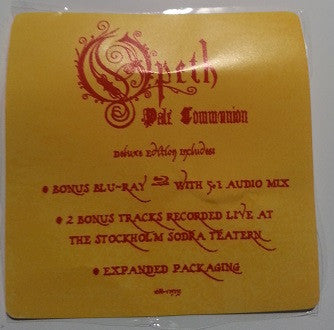 Opeth
Pale Communion
Deluxe Edition includes:
• BONUS BLU-RAY WITH 5.1 AUDIO MIX
• 2 BONUS TRACKS RECORDED LIVE AT
THE STOCKHOLM SODRA TEATERN
• EXPANDED PACKAGING